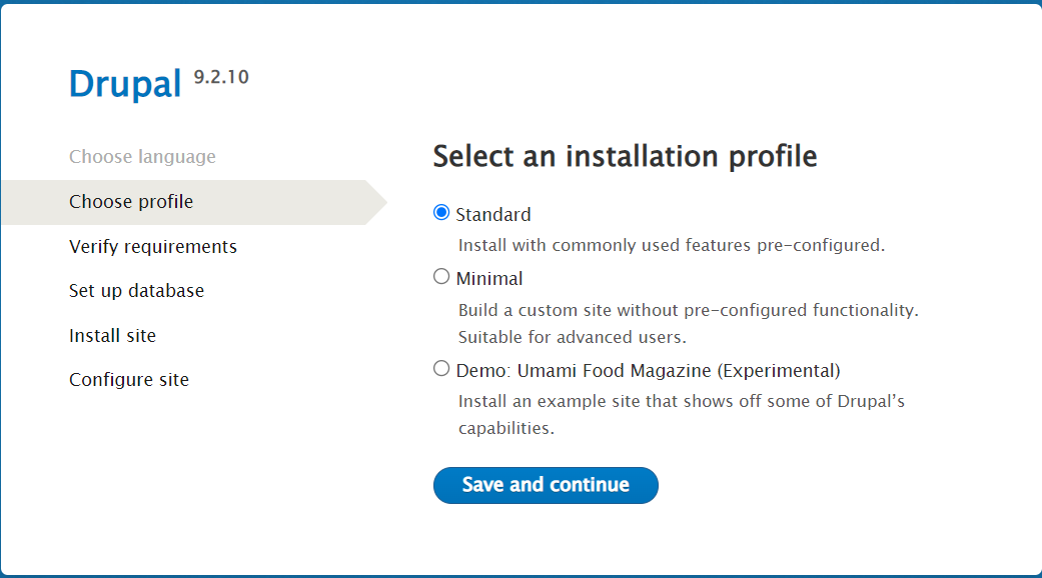 Drupal 9.2.10
Choose language
Choose profile
Verify requirements
Set up database
Install site
Configure site
Select an installation profile
Standard
Install with commonly used features pre-configured.
Minimal
Build a custom site without pre-configured functionality.
Suitable for advanced users.
Demo: Umami Food Magazine (Experimental)
Install an example site that shows off some of Drupal’s
capabilities.
Save and continue